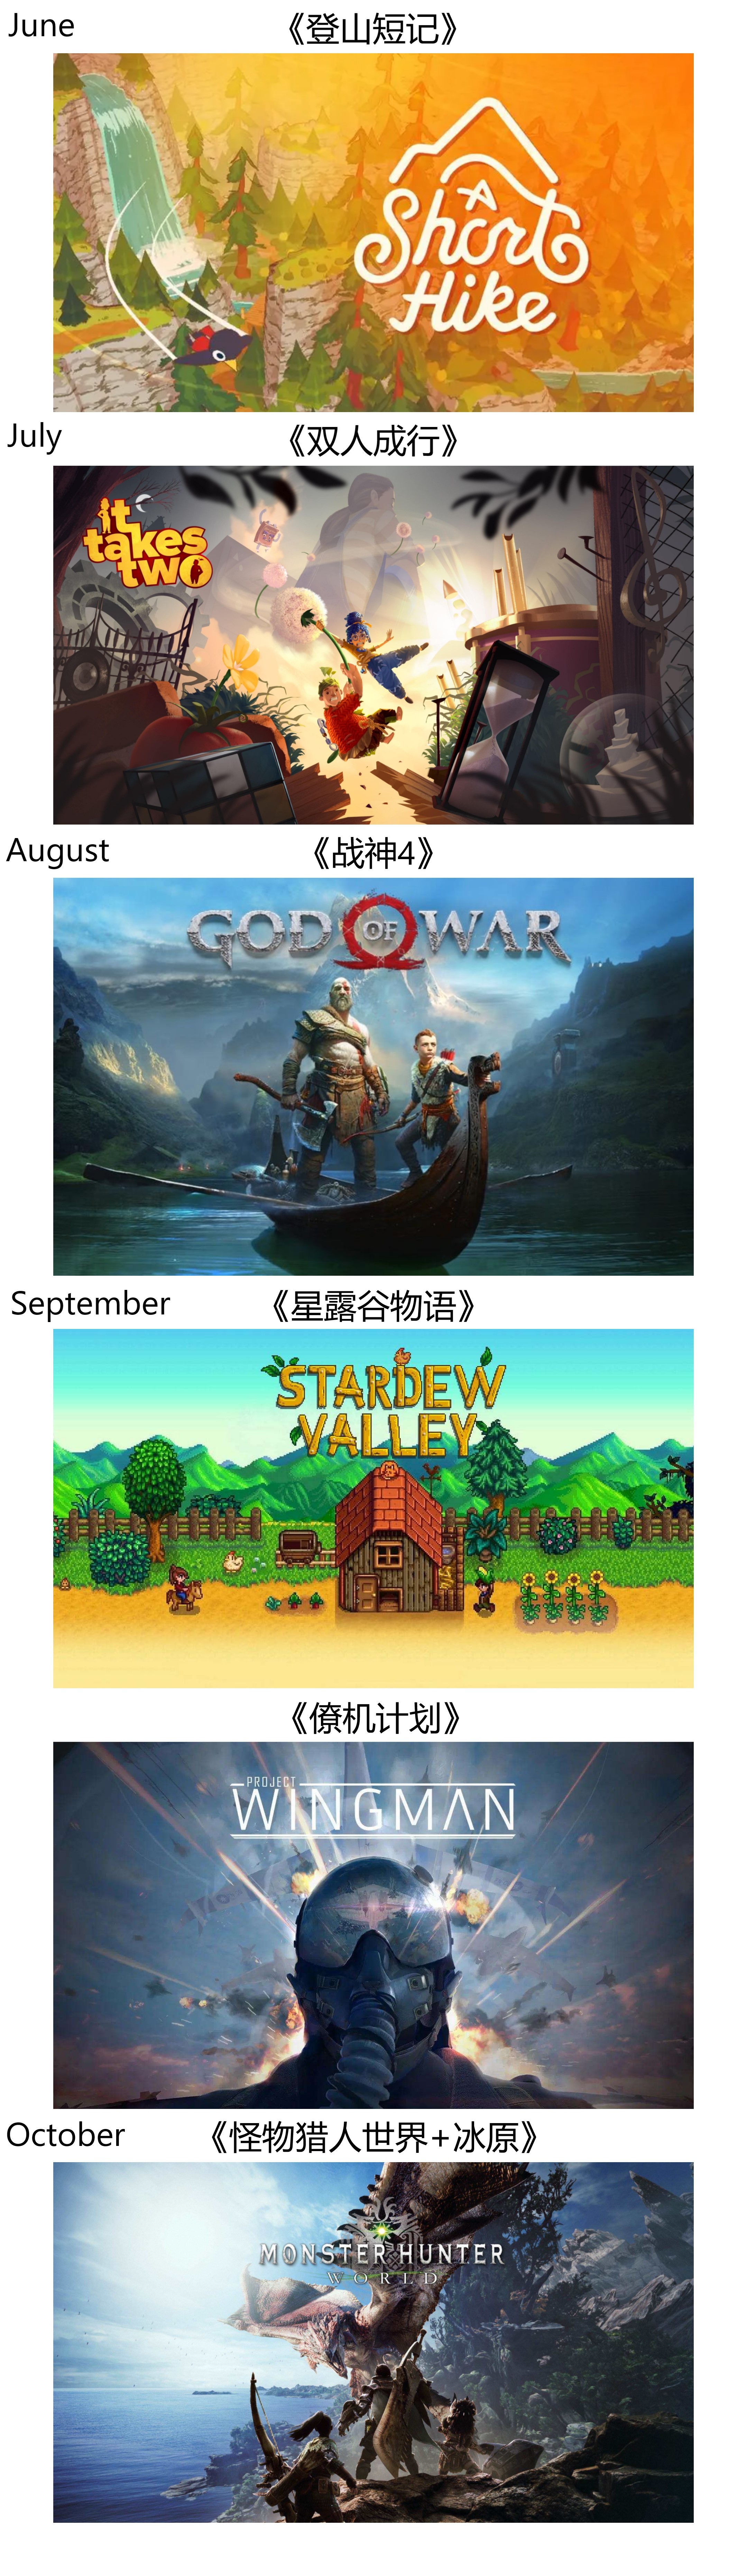 June
《登山短记》
A
Short
Hike
July
《双人成行》
it
takes
two
August
《战神4》
GOD OF WAR
September
《星露谷物语》
STARDEW
VALLEY
《僚机计划》
PROJECT
WINGMAN
October
《怪物猎人世界+冰原》
MONSTER HUNTER
WORLD